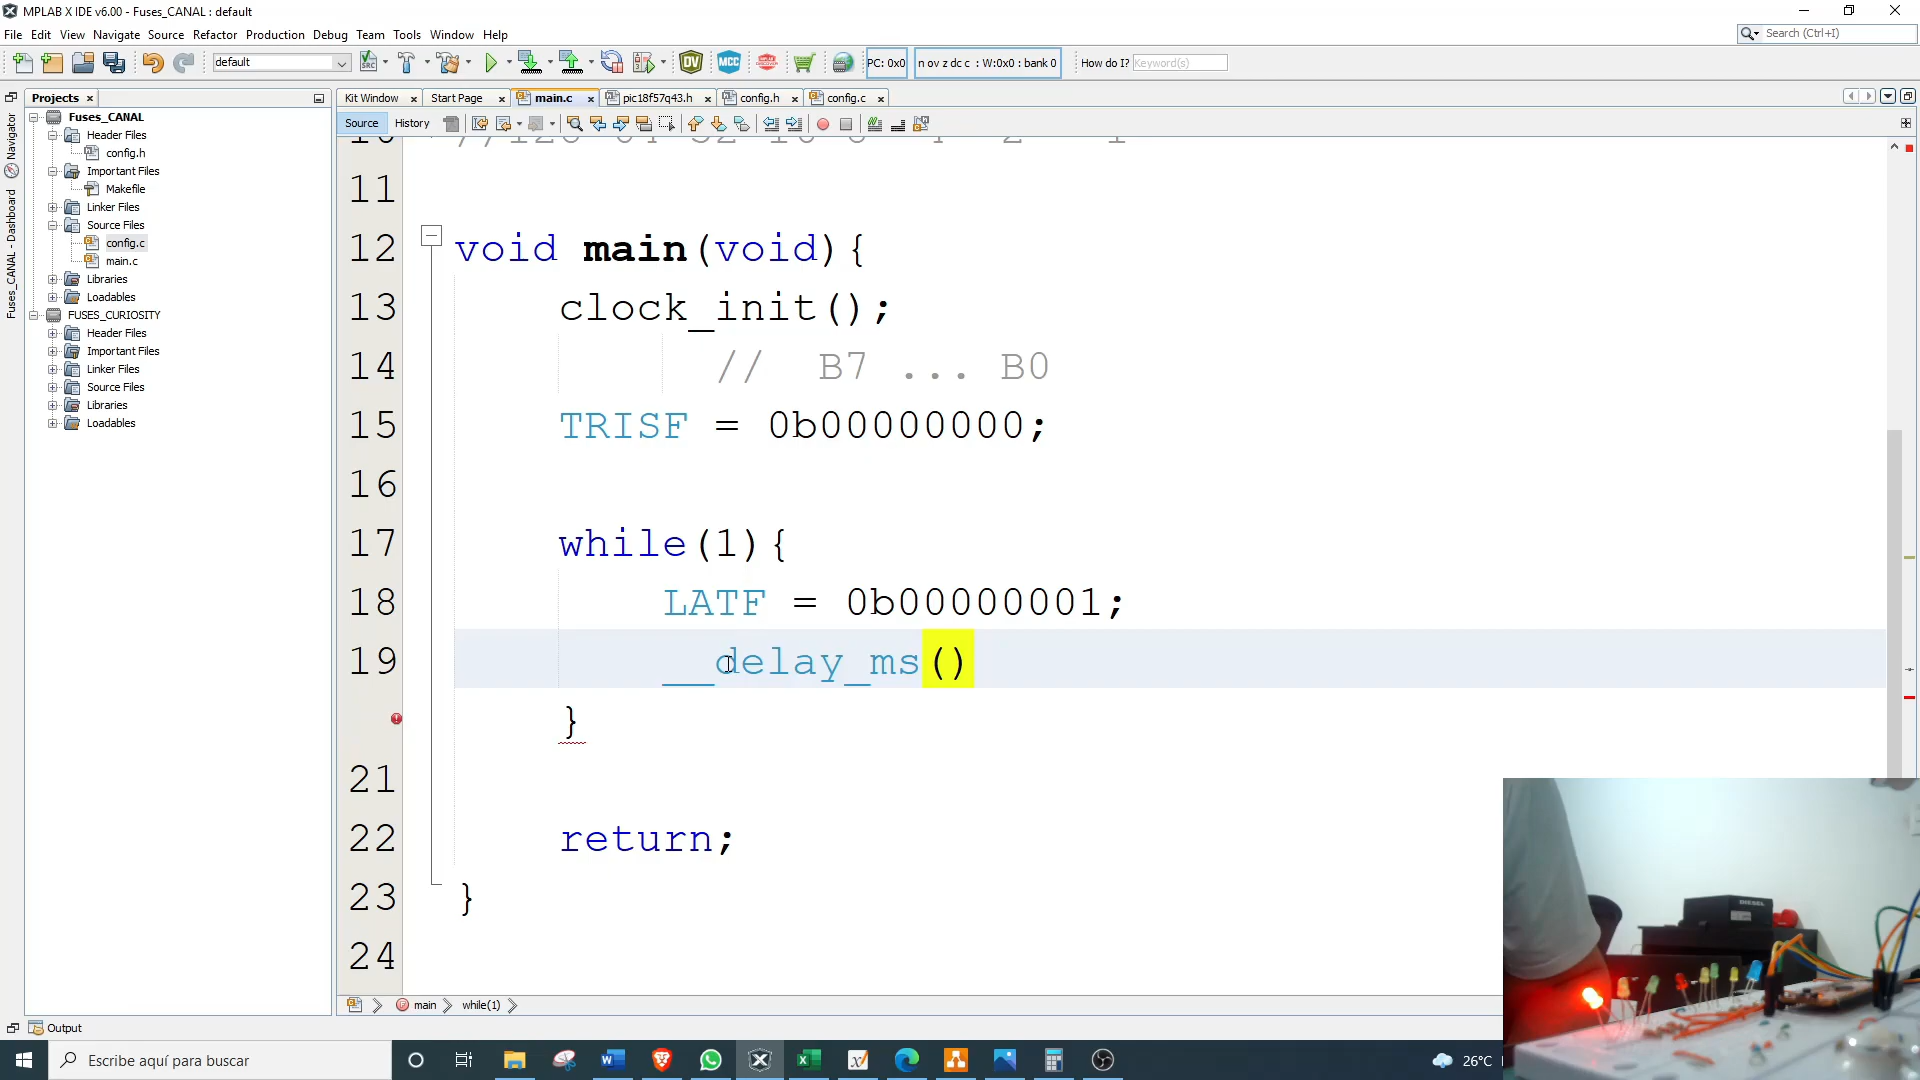 MPLAB X IDE v6.00 - Fuses_CANAL : default
File Edit View Navigate Source Refactor Production Debug Team Tools Window Help
Search (Ctrl+I)
default
PC: 0x0
n ov z dc c : W:0x0 : bank 0
How do I? Keyword(s)
Projects
Kit Window
Start Page
main.c
pic18f57q43.h
config.h
config.c
Source
History
Navigator
Fuses_CANAL - Dashboard
Fuses_CANAL
Header Files
config.h
Important Files
Makefile
Linker Files
Source Files
config.c
main.c
Libraries
Loadables
FUSES_CURIOSITY
Header Files
Important Files
Linker Files
Source Files
Libraries
Loadables
11
12 void main(void){
13 clock_init();
14 // B7 ... B0
15 TRISF = 0b00000000;
16
17 while(1){
18 LATF = 0b00000001;
19 __delay_ms()
}
21
22 return;
23 }
24
main
while(1)
Output
Escribe aquí para buscar
26°C